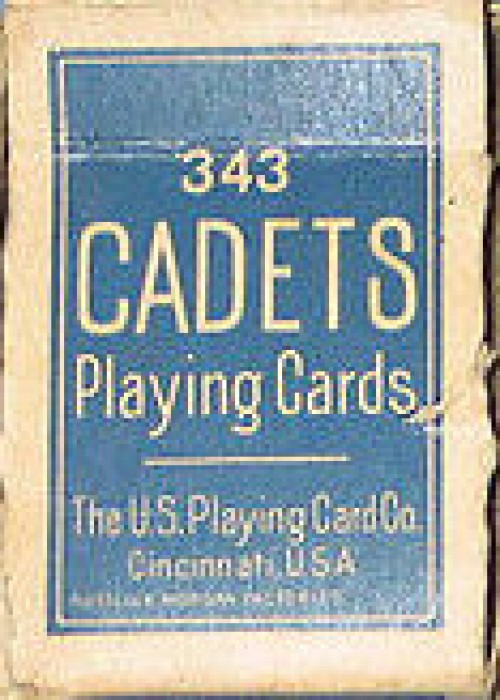 343
CADETS
Playing Cards
The U.S. Playing Card Co.
Cincinnati, U.S.A